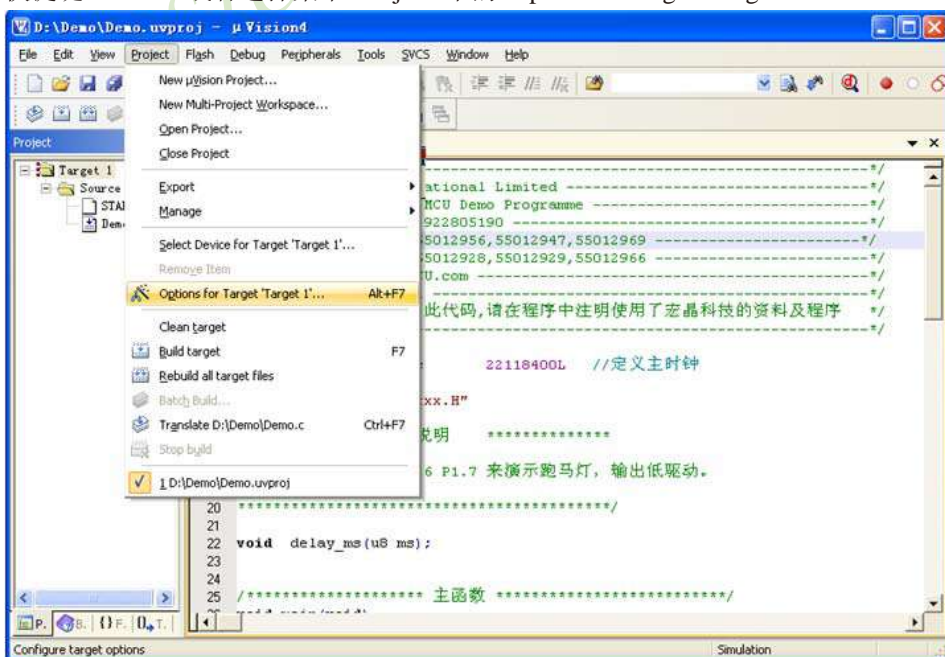 D:\Demo\Demo.uvproj - μVision4
File Edit View Project Flash Debug Peripherals Tools SVCS Window Help
Project
New μVision Project...
New Multi-Project Workspace...
Open Project...
Close Project
Export
Manage
Select Device for Target 'Target 1'...
Remove Item
Options for Target 'Target 1'... Alt+F7
Clean target
Build target F7
Rebuild all target files
Batch Build...
Translate D:\Demo\Demo.c Ctrl+F7
Stop build
1 D:\Demo\Demo.uvproj
Target 1
Source
STA
Dem
ational Limited ----------------------------------*/
MCU Demo Programme -------------------------------*/
922805190 ----------------------------------------*/
55012956,55012947,55012969 ------------------------*/
55012928,55012929,55012966 -----------------------*/
U.com --------------------------------------------*/
--------------------------------------------------*/
此代码,请在程序中注明使用了宏晶科技的资料及程序 */
--------------------------------------------------*/
22118400L //定义主时钟
xx.H"
说明 **************
6 P1.7 来演示跑马灯，输出低驱动。
20 ******************************************/
21
22 void delay_ms(u8 ms);
23
24
25 /******************** 主函数 **************************/
P. B. {} F. 0 T.
Configure target options
Simulation